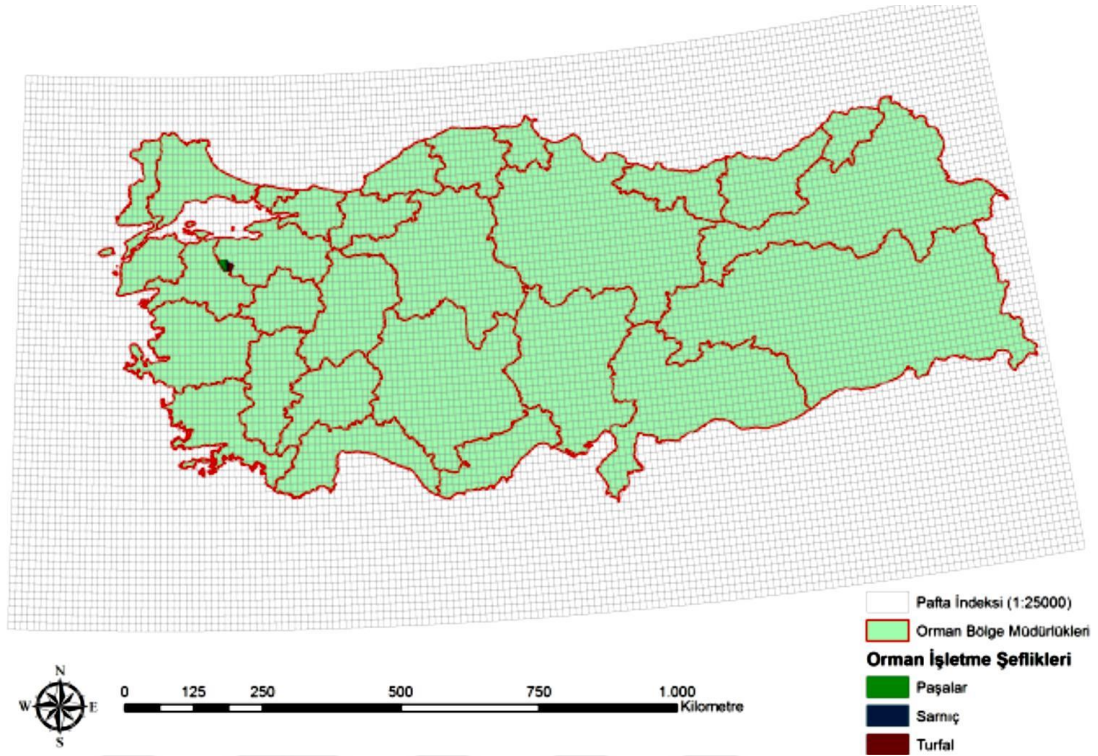 Pafta İndeksi (1:25000)
Orman Bölge Müdürlükleri
Orman İşletme Şeflikleri
Paşalar
Sarnıç
Turfal
N
W E
S
0 125 250 500 750 1.000
Kilometre